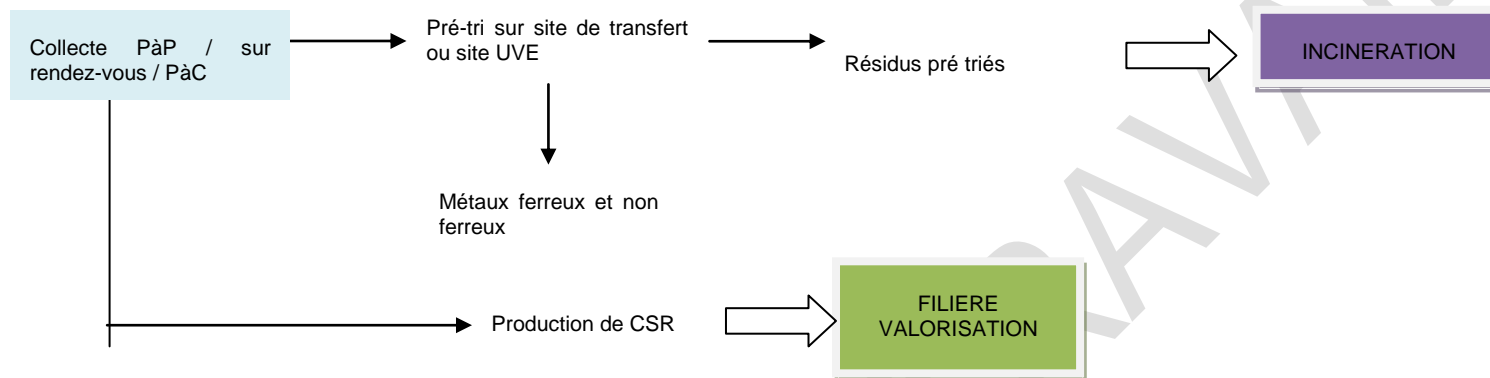 Collecte PàP / sur
rendez-vous / PàC
Pré-tri sur site de transfert
ou site UVE
Résidus pré triés
INCINERATION
Métaux ferreux et non
ferreux
Production de CSR
FILIERE
VALORISATION
RAVA